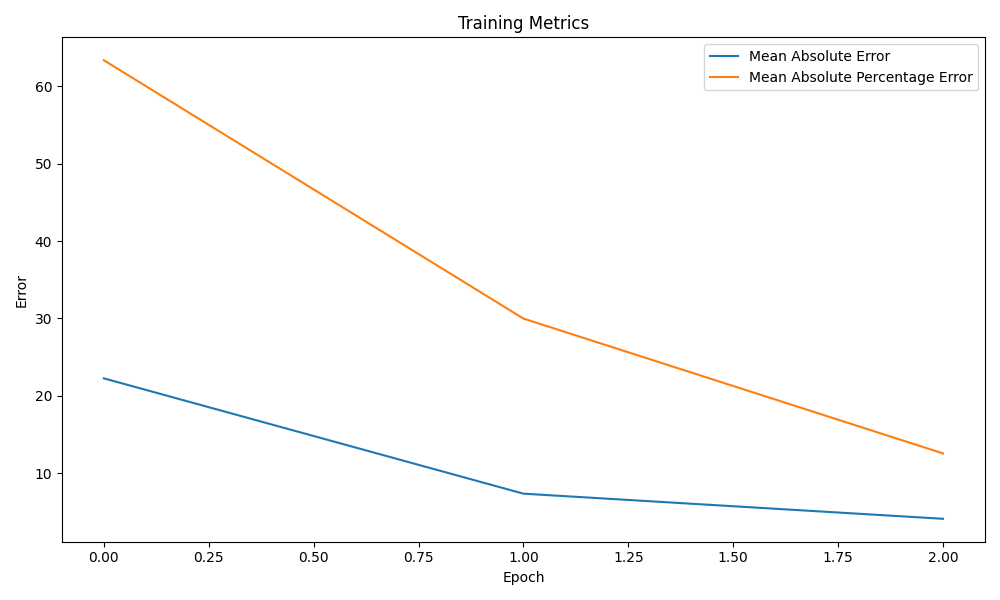 Training Metrics
Mean Absolute Error
Mean Absolute Percentage Error
60
50
40
30
20
10
Error
0.00 0.25 0.50 0.75 1.00 1.25 1.50 1.75 2.00
Epoch